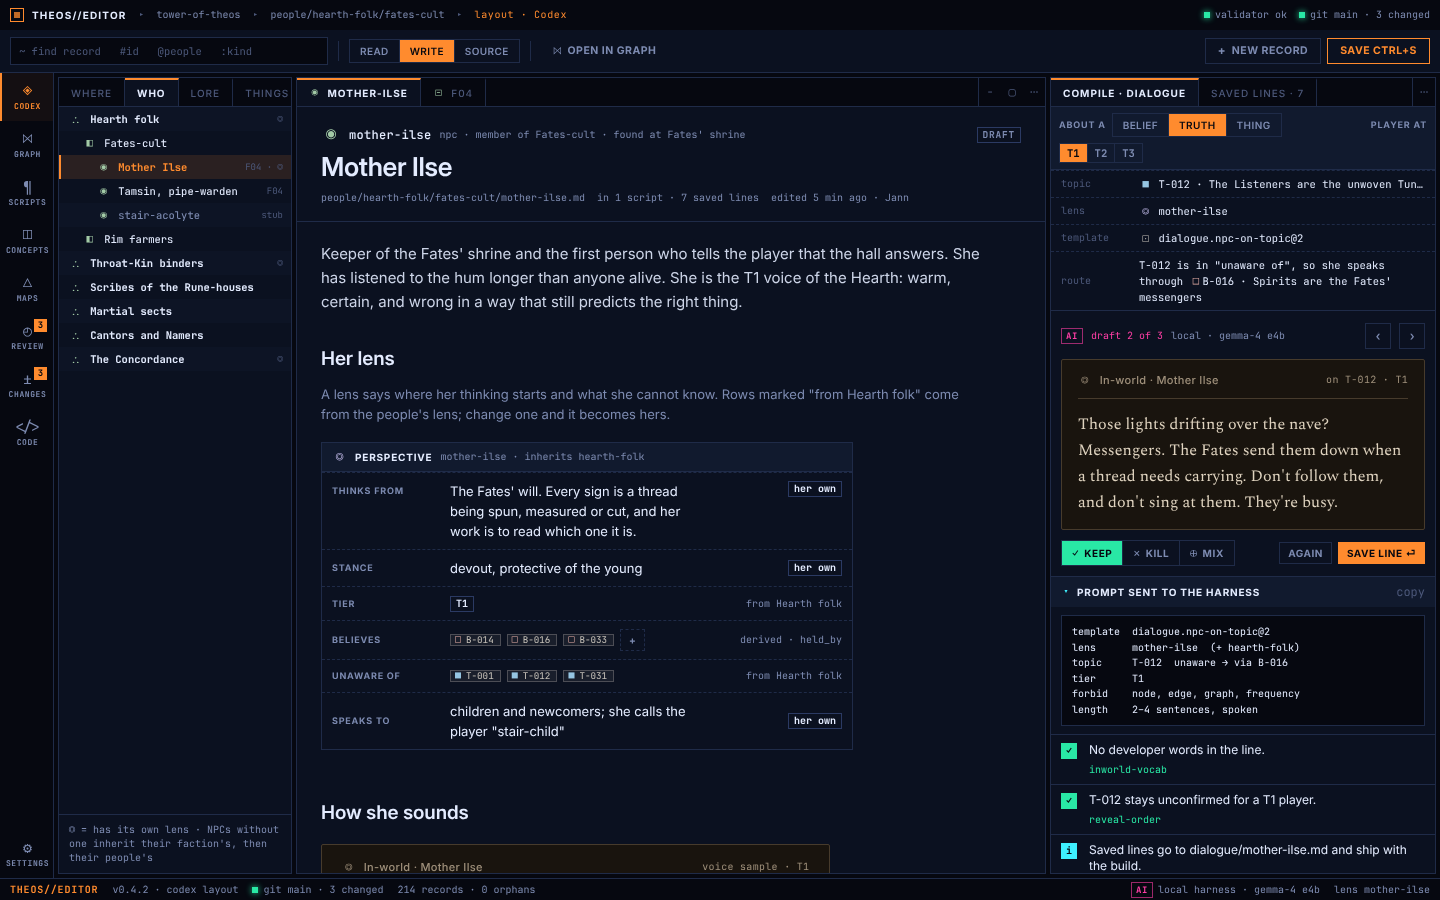 THEOS//EDITOR ▸ tower-of-theos ▸ people/hearth-folk/fates-cult ▸ layout · Codex
validator ok git main · 3 changed
~ find record #id @people :kind
READ WRITE SOURCE
⋈ OPEN IN GRAPH
+ NEW RECORD
SAVE CTRL+S
CODEX
GRAPH
SCRIPTS
CONCEPTS
MAPS
3
REVIEW
3
CHANGES
</>
CODE
SETTINGS
WHERE WHO LORE THINGS
Hearth folk
Fates-cult
Mother Ilse F04 ·
Tamsin, pipe-warden F04
stair-acolyte stub
Rim farmers
Throat-Kin binders
Scribes of the Rune-houses
Martial sects
Cantors and Namers
The Concordance
= has its own lens · NPCs without
one inherit their faction's, then
their people's
MOTHER-ILSE F04
mother-ilse npc · member of Fates-cult · found at Fates' shrine
DRAFT
Mother Ilse
people/hearth-folk/fates-cult/mother-ilse.md in 1 script · 7 saved lines edited 5 min ago · Jann
Keeper of the Fates' shrine and the first person who tells the player that the hall answers. She
has listened to the hum longer than anyone alive. She is the T1 voice of the Hearth: warm,
certain, and wrong in a way that still predicts the right thing.
Her lens
A lens says where her thinking starts and what she cannot know. Rows marked "from Hearth folk" come
from the people's lens; change one and it becomes hers.
PERSPECTIVE mother-ilse · inherits hearth-folk
THINKS FROM
The Fates' will. Every sign is a thread
being spun, measured or cut, and her
work is to read which one it is.
her own
STANCE devout, protective of the young her own
TIER T1 from Hearth folk
BELIEVES B-014 B-016 B-033 + derived · held_by
UNAWARE OF T-001 T-012 T-031 from Hearth folk
SPEAKS TO
children and newcomers; she calls the
player "stair-child"
her own
How she sounds
In-world · Mother Ilse voice sample · T1
COMPILE · DIALOGUE SAVED LINES · 7
ABOUT A BELIEF TRUTH THING PLAYER AT
T1 T2 T3
topic T-012 · The Listeners are the unwoven Tun…
lens mother-ilse
template dialogue.npc-on-topic@2
route
T-012 is in "unaware of", so she speaks
through B-016 · Spirits are the Fates'
messengers
AI draft 2 of 3 local · gemma-4 e4b ‹ ›
In-world · Mother Ilse on T-012 · T1
Those lights drifting over the nave?
Messengers. The Fates send them down when
a thread needs carrying. Don't follow them,
and don't sing at them. They're busy.
✓ KEEP × KILL MIX AGAIN SAVE LINE ⏎
▾ PROMPT SENT TO THE HARNESS copy
template dialogue.npc-on-topic@2
lens mother-ilse (+ hearth-folk)
topic T-012 unaware → via B-016
tier T1
forbid node, edge, graph, frequency
length 2–4 sentences, spoken
✓ No developer words in the line.
inworld-vocab
✓ T-012 stays unconfirmed for a T1 player.
reveal-order
i Saved lines go to dialogue/mother-ilse.md and ship with
the build.
THEOS//EDITOR v0.4.2 · codex layout git main · 3 changed 214 records · 0 orphans
AI local harness · gemma-4 e4b lens mother-ilse